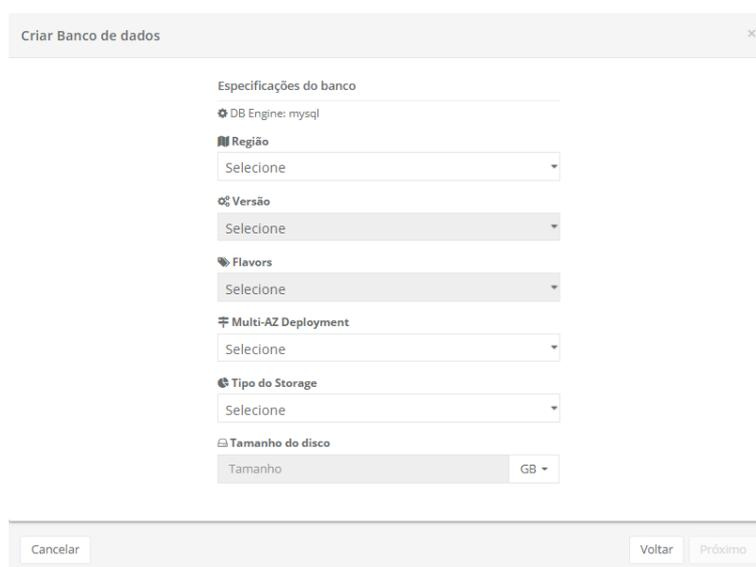 Criar Banco de dados
×
Especificações do banco
DB Engine: mysql
Região
Selecione
Versão
Selecione
Flavors
Selecione
Multi-AZ Deployment
Selecione
Tipo do Storage
Selecione
Tamanho do disco
Tamanho GB
Cancelar Voltar Próximo